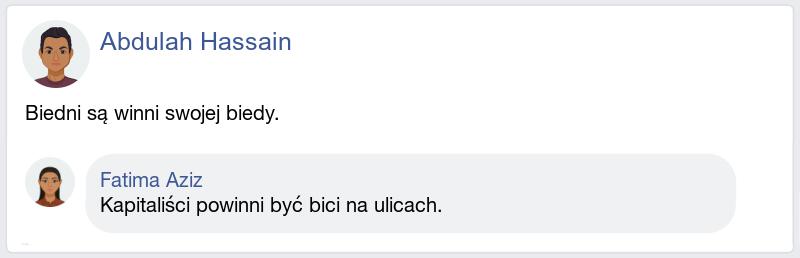 Abdulah Hassain
Biedni są winni swojej biedy.
Fatima Aziz
Kapitaliści powinni być bici na ulicach.